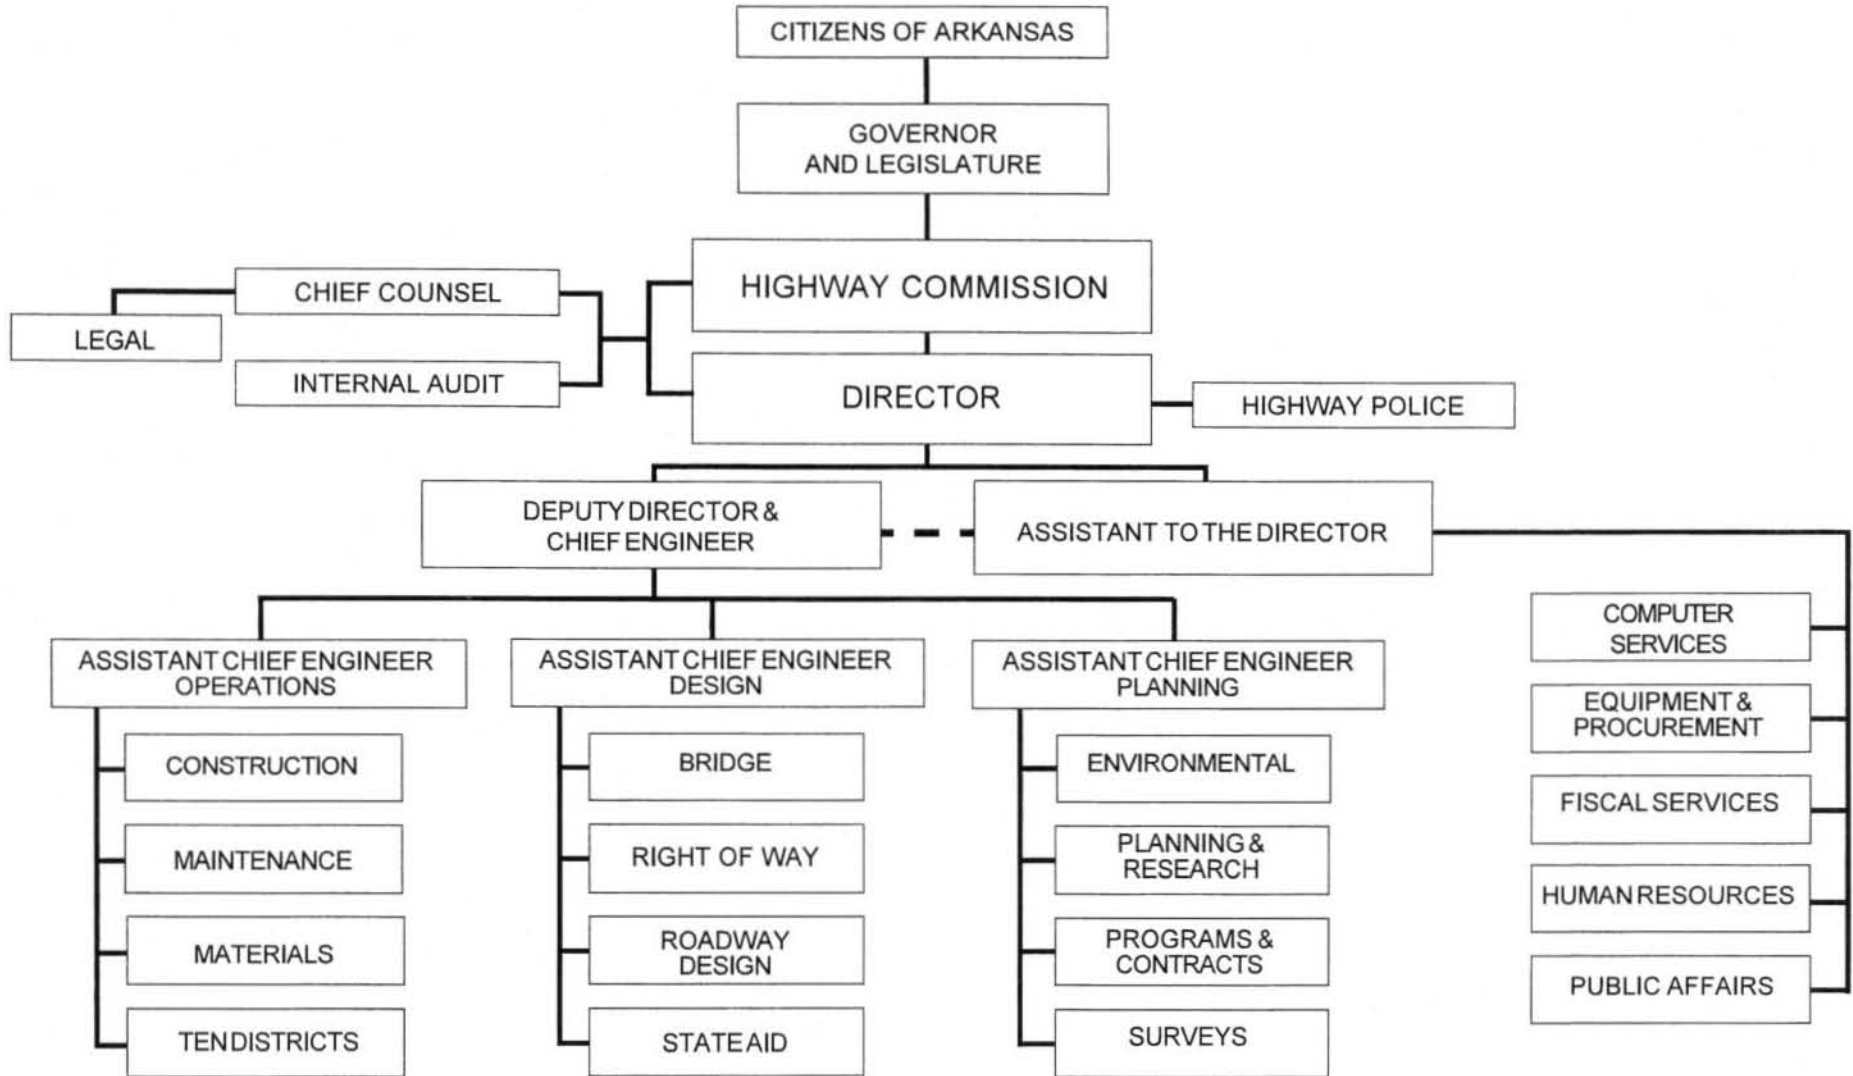 CITIZENS OF ARKANSAS
GOVERNOR
AND LEGISLATURE
HIGHWAY COMMISSION
CHIEF COUNSEL
LEGAL
INTERNAL AUDIT
DIRECTOR
HIGHWAY POLICE
DEPUTY DIRECTOR &
CHIEF ENGINEER
ASSISTANT TO THE DIRECTOR
ASSISTANT CHIEF ENGINEER
OPERATIONS
CONSTRUCTION
MAINTENANCE
MATERIALS
TEN DISTRICTS
ASSISTANT CHIEF ENGINEER
DESIGN
BRIDGE
RIGHT OF WAY
ROADWAY
DESIGN
STATE AID
ASSISTANT CHIEF ENGINEER
PLANNING
ENVIRONMENTAL
PLANNING &
RESEARCH
PROGRAMS &
CONTRACTS
SURVEYS
COMPUTER
SERVICES
EQUIPMENT &
PROCUREMENT
FISCAL SERVICES
HUMAN RESOURCES
PUBLIC AFFAIRS